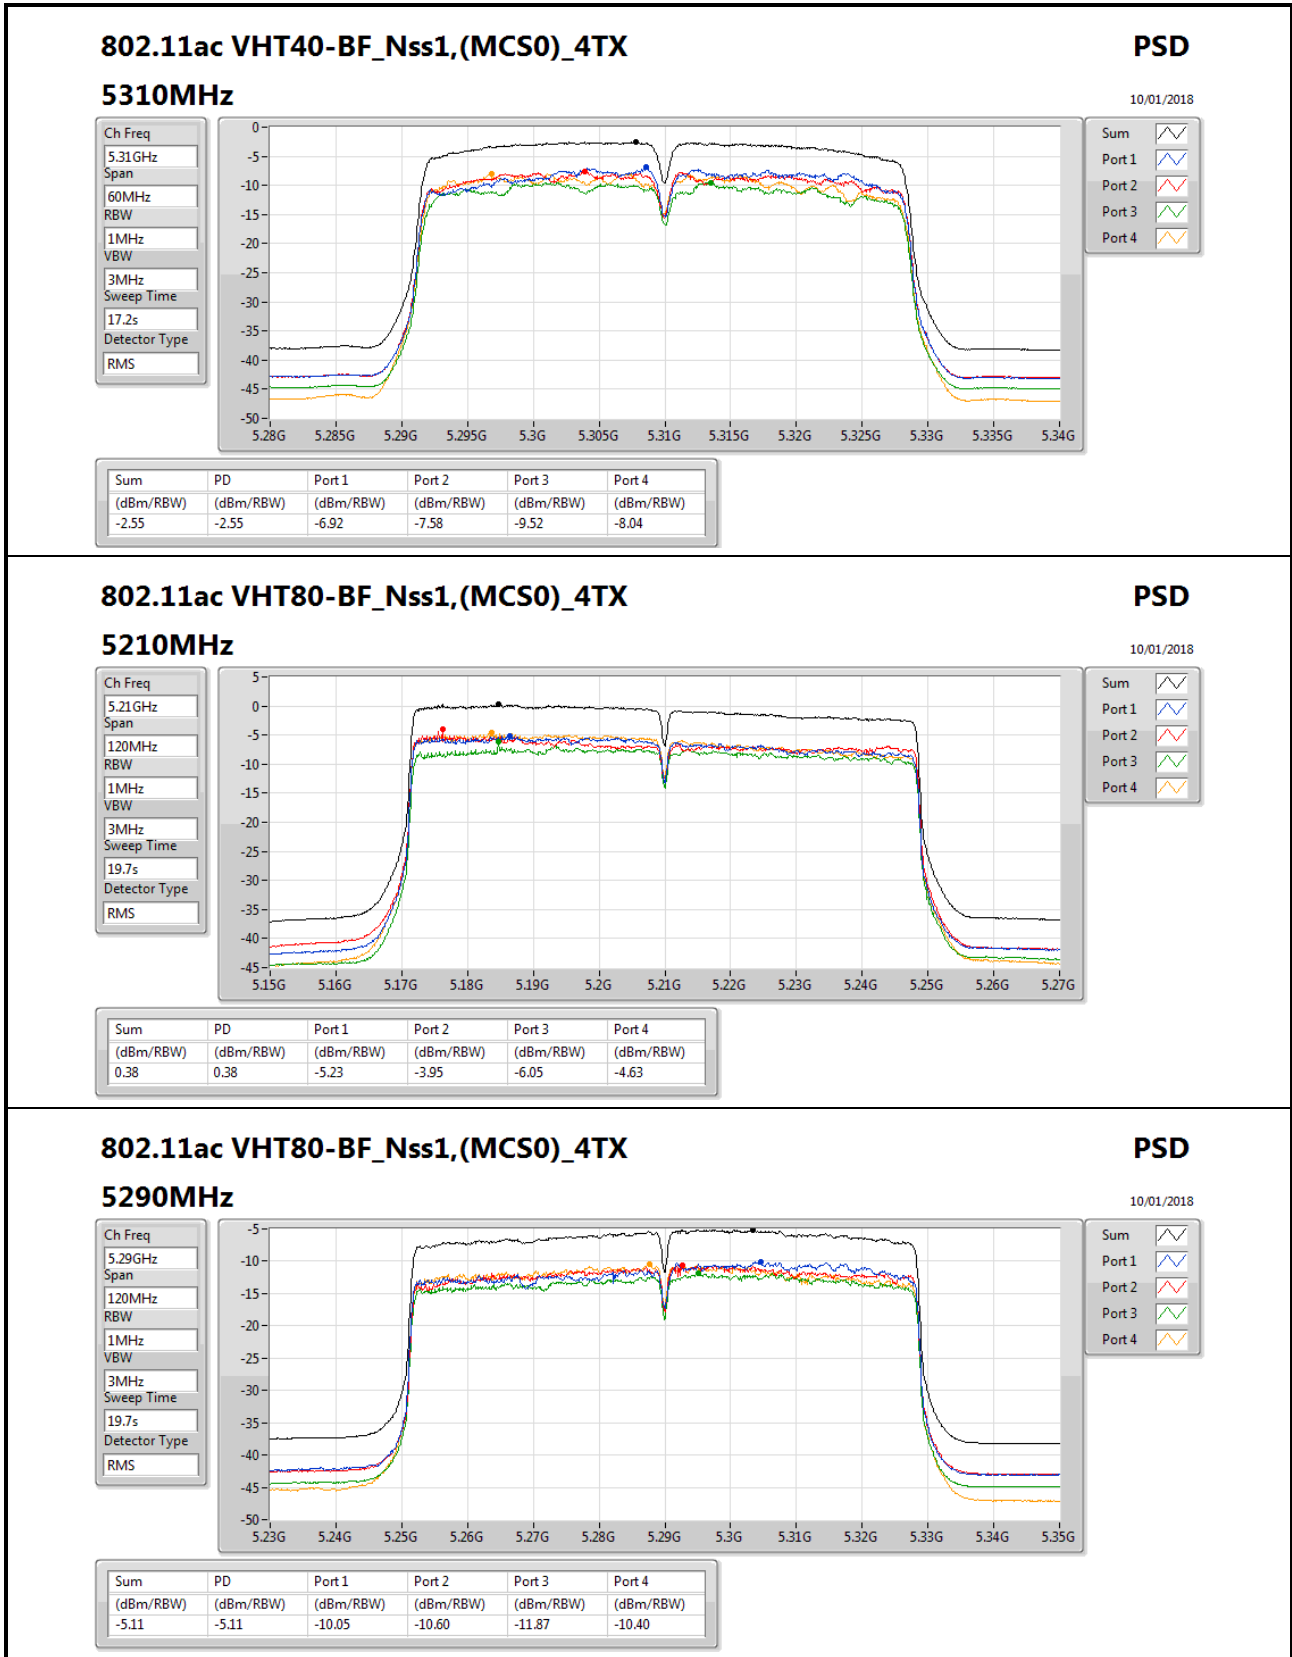 802.11ac VHT40-BF_Nss1,(MCS0)_4TX PSD
5310MHz 10/01/2018
Ch Freq
5.31GHz
Span
60MHz
RBW
1MHz
VBW
3MHz
Sweep Time
17.2s
Detector Type
RMS
0
-5
-10
-15
-20
-25
-30
-35
-40
-45
-50
5.28G 5.285G 5.29G 5.295G 5.3G 5.305G 5.31G 5.315G 5.32G 5.325G 5.33G 5.335G 5.34G
Sum
Port 1
Port 2
Port 3
Port 4
Sum PD Port 1 Port 2 Port 3 Port 4
(dBm/RBW) (dBm/RBW) (dBm/RBW) (dBm/RBW) (dBm/RBW) (dBm/RBW)
-2.55 -2.55 -6.92 -7.58 -9.52 -8.04
802.11ac VHT80-BF_Nss1,(MCS0)_4TX PSD
5210MHz 10/01/2018
Ch Freq
5.21GHz
Span
120MHz
RBW
1MHz
VBW
3MHz
Sweep Time
19.7s
Detector Type
RMS
5
0
-5
-10
-15
-20
-25
-30
-35
-40
-45
5.15G 5.16G 5.17G 5.18G 5.19G 5.2G 5.21G 5.22G 5.23G 5.24G 5.25G 5.26G 5.27G
Sum
Port 1
Port 2
Port 3
Port 4
Sum PD Port 1 Port 2 Port 3 Port 4
(dBm/RBW) (dBm/RBW) (dBm/RBW) (dBm/RBW) (dBm/RBW) (dBm/RBW)
0.38 0.38 -5.23 -3.95 -6.05 -4.63
802.11ac VHT80-BF_Nss1,(MCS0)_4TX PSD
5290MHz 10/01/2018
Ch Freq
5.29GHz
Span
120MHz
RBW
1MHz
VBW
3MHz
Sweep Time
19.7s
Detector Type
RMS
-5
-10
-15
-20
-25
-30
-35
-40
-45
-50
5.23G 5.24G 5.25G 5.26G 5.27G 5.28G 5.29G 5.3G 5.31G 5.32G 5.33G 5.34G 5.35G
Sum
Port 1
Port 2
Port 3
Port 4
Sum PD Port 1 Port 2 Port 3 Port 4
(dBm/RBW) (dBm/RBW) (dBm/RBW) (dBm/RBW) (dBm/RBW) (dBm/RBW)
-5.11 -5.11 -10.05 -10.60 -11.87 -10.40